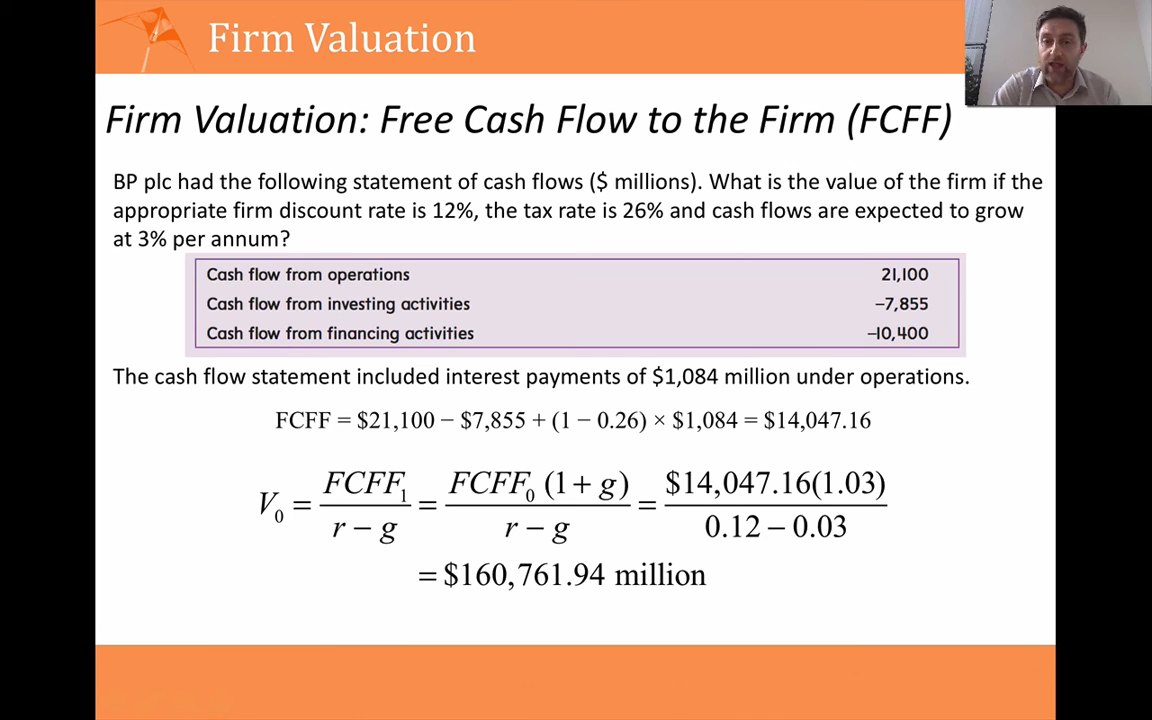 Firm Valuation
Firm Valuation: Free Cash Flow to the Firm (FCFF)
BP plc had the following statement of cash flows ($ millions). What is the value of the firm if the
appropriate firm discount rate is 12%, the tax rate is 26% and cash flows are expected to grow
at 3% per annum?
Cash flow from operations 21,100
Cash flow from investing activities −7,855
Cash flow from financing activities −10,400
The cash flow statement included interest payments of $1,084 million under operations.
FCFF = $21,100 − $7,855 + (1 − 0.26) × $1,084 = $14,047.16
V₀ = FCFF₁ / r − g = FCFF₀ (1 + g) / r − g = $14,047.16(1.03) / 0.12 − 0.03
= $160,761.94 million